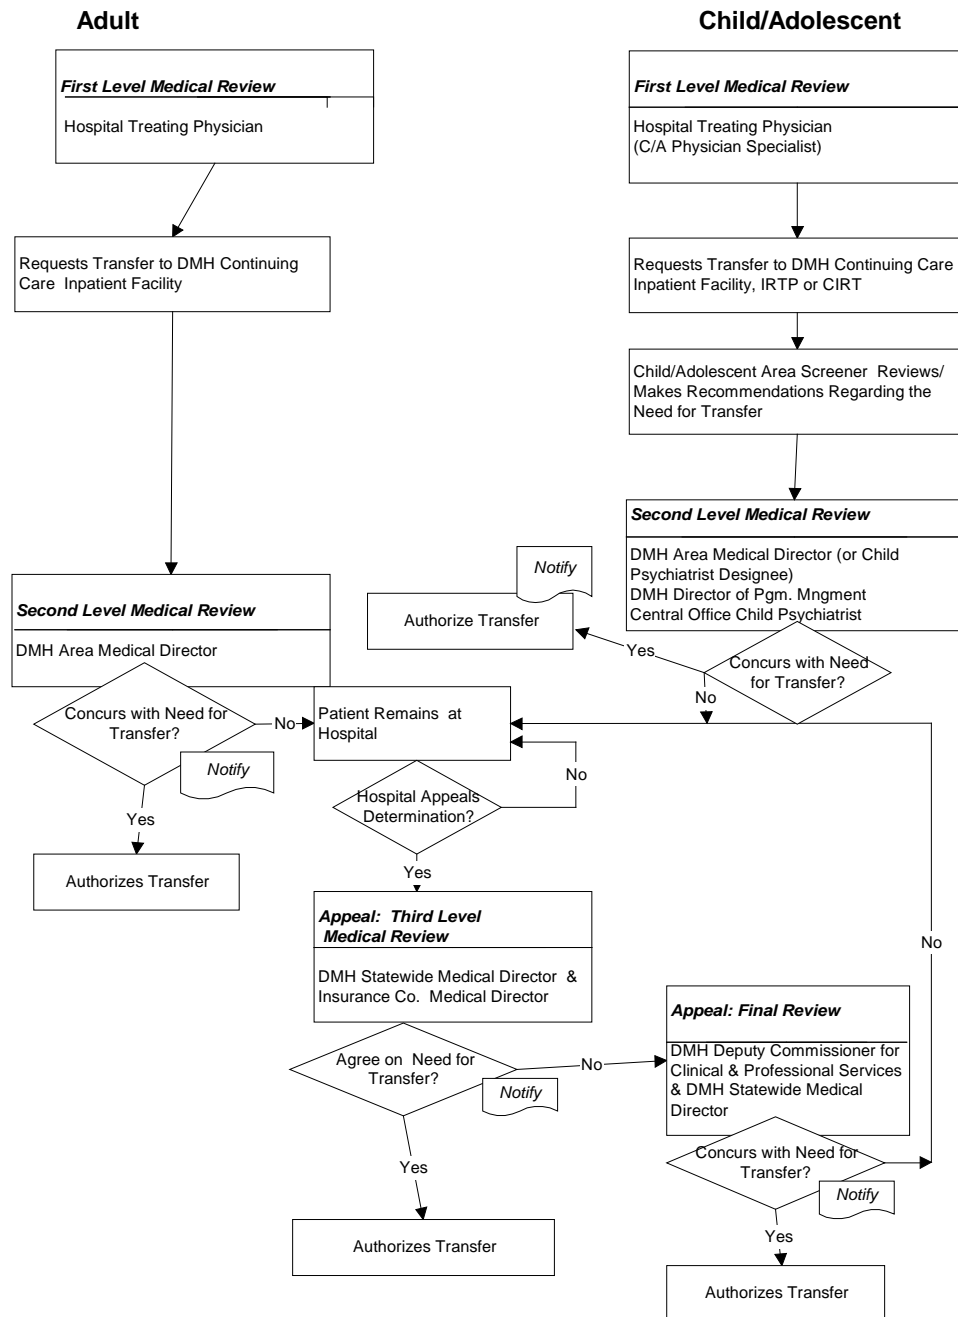 Adult
Child/Adolescent
First Level Medical Review
Hospital Treating Physician
First Level Medical Review
Hospital Treating Physician
(C/A Physician Specialist)
Requests Transfer to DMH Continuing
Care Inpatient Facility
Requests Transfer to DMH Continuing Care
Inpatient Facility, IRTP or CIRT
Child/Adolescent Area Screener Reviews/
Makes Recommendations Regarding the
Need for Transfer
Second Level Medical Review
DMH Area Medical Director (or Child
Psychiatrist Designee)
DMH Director of Pgm. Mngment
Central Office Child Psychiatrist
Notify
Authorize Transfer
Yes
Concurs with Need
for Transfer?
No
Second Level Medical Review
DMH Area Medical Director
Concurs with Need for
Transfer?
No
Notify
Yes
Authorizes Transfer
Patient Remains at
Hospital
No
Hospital Appeals
Determination?
Yes
Appeal: Third Level
Medical Review
DMH Statewide Medical Director &
Insurance Co. Medical Director
Agree on Need for
Transfer?
No
Notify
Yes
Authorizes Transfer
No
Appeal: Final Review
DMH Deputy Commissioner for
Clinical & Professional Services
& DMH Statewide Medical
Director
Concurs with Need for
Transfer?
Notify
Yes
Authorizes Transfer